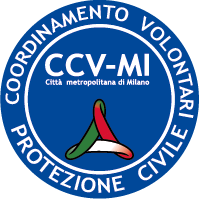 COORDINAMENTO VOLONTARI
CCV-MI
Città metropolitana di Milano
PROTEZIONE CIVILE